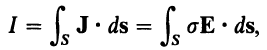 I = ∫_S J · ds = ∫_S σE · ds,